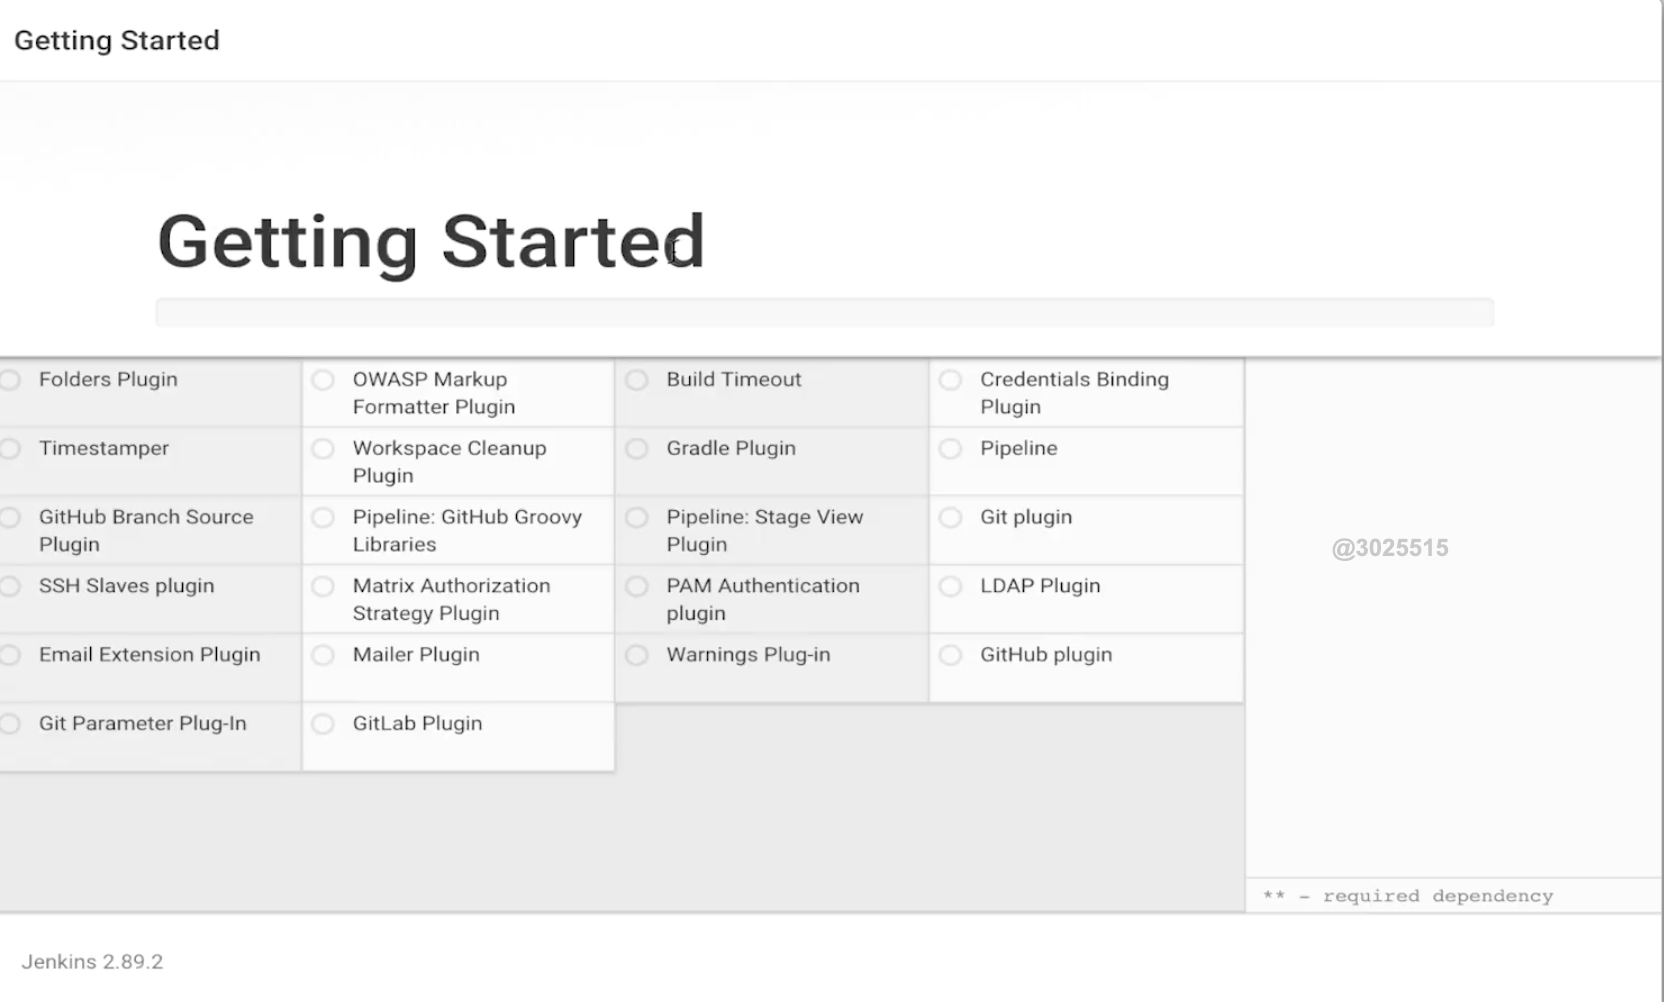 Getting Started
Getting Started
Folders Plugin
OWASP Markup
Formatter Plugin
Build Timeout
Credentials Binding
Plugin
Timestamper
Workspace Cleanup
Plugin
Gradle Plugin
Pipeline
GitHub Branch Source
Plugin
Pipeline: GitHub Groovy
Libraries
Pipeline: Stage View
Plugin
Git plugin
@3025515
SSH Slaves plugin
Matrix Authorization
Strategy Plugin
PAM Authentication
plugin
LDAP Plugin
Email Extension Plugin
Mailer Plugin
Warnings Plug-in
GitHub plugin
Git Parameter Plug-In
GitLab Plugin
** - required dependency
Jenkins 2.89.2